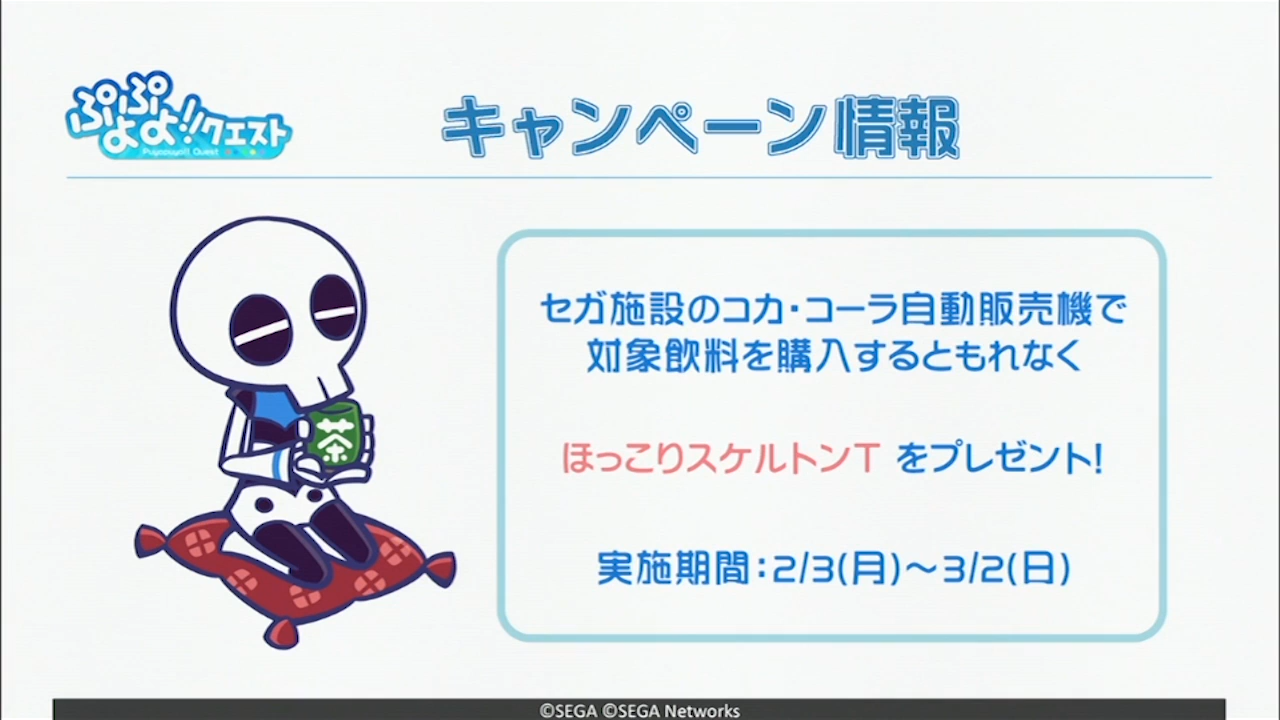 ぷよぷよ!!クエスト
Puyopuyo!! Quest
キャンペーン情報
茶
セガ施設のコカ・コーラ自動販売機で
対象飲料を購入するともれなく
ほっこりスケルトンT をプレゼント!
実施期間:2/3(月)～3/2(日)
©SEGA ©SEGA Networks